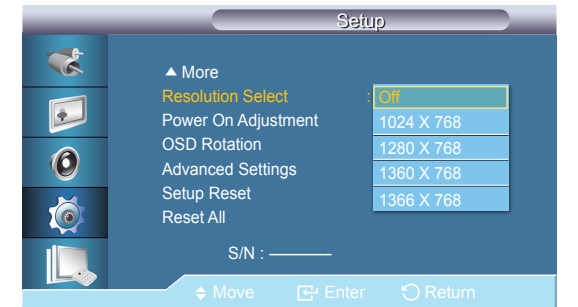 Setup
▲ More
Resolution Select : Off
Power On Adjustment 1024 X 768
OSD Rotation 1280 X 768
Advanced Settings 1360 X 768
Setup Reset 1366 X 768
Reset All
S/N : ————
Move Enter Return